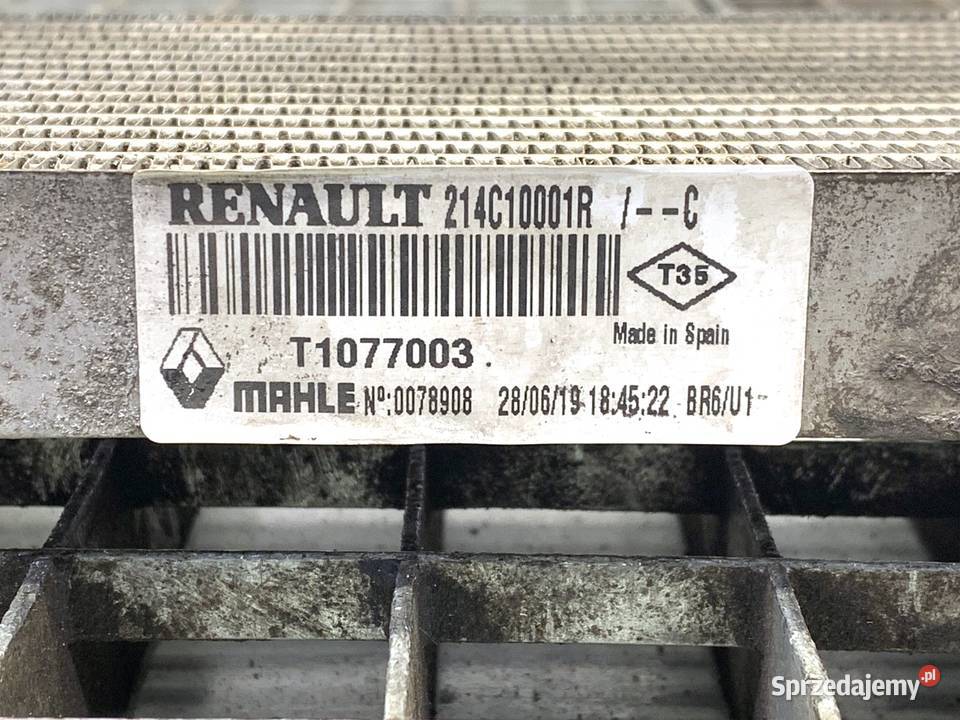 RENAULT 214C10001R /--C
T35
Made in Spain
T1077003.
MAHLE Nº:0078908 28/06/19 18:45:22 BR6/U1-
Sprzedajemy.pl